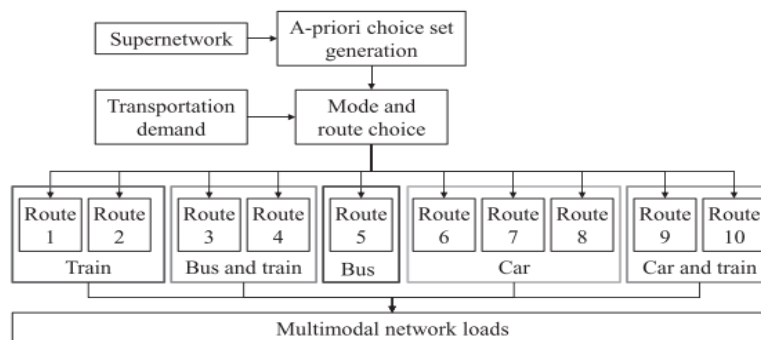 Supernetwork
A-priori choice set
generation
Transportation
demand
Mode and
route choice
Route
1
Route
2
Train
Route
3
Route
4
Bus and train
Route
5
Bus
Route
6
Route
7
Route
8
Car
Route
9
Route
10
Car and train
Multimodal network loads